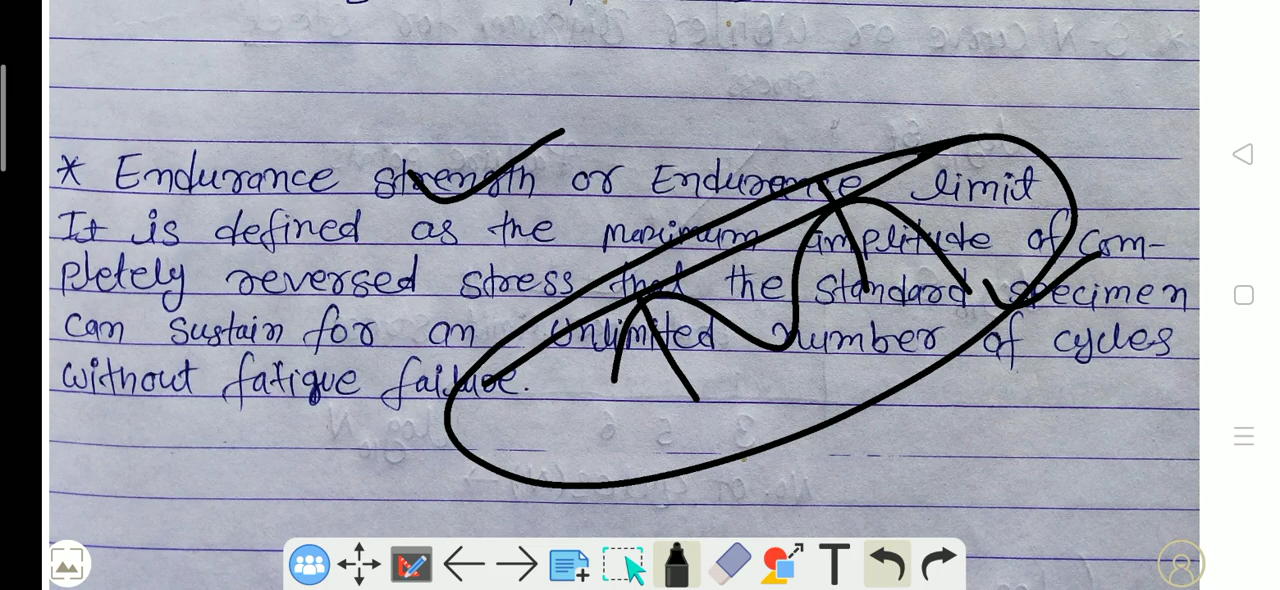 * Endurance strength or Endurance limit
It is defined as the maximum amplitude of com-
pletely reversed stress that the standard specimen
can sustain for an unlimited number of cycles
without fatigue failure.
T